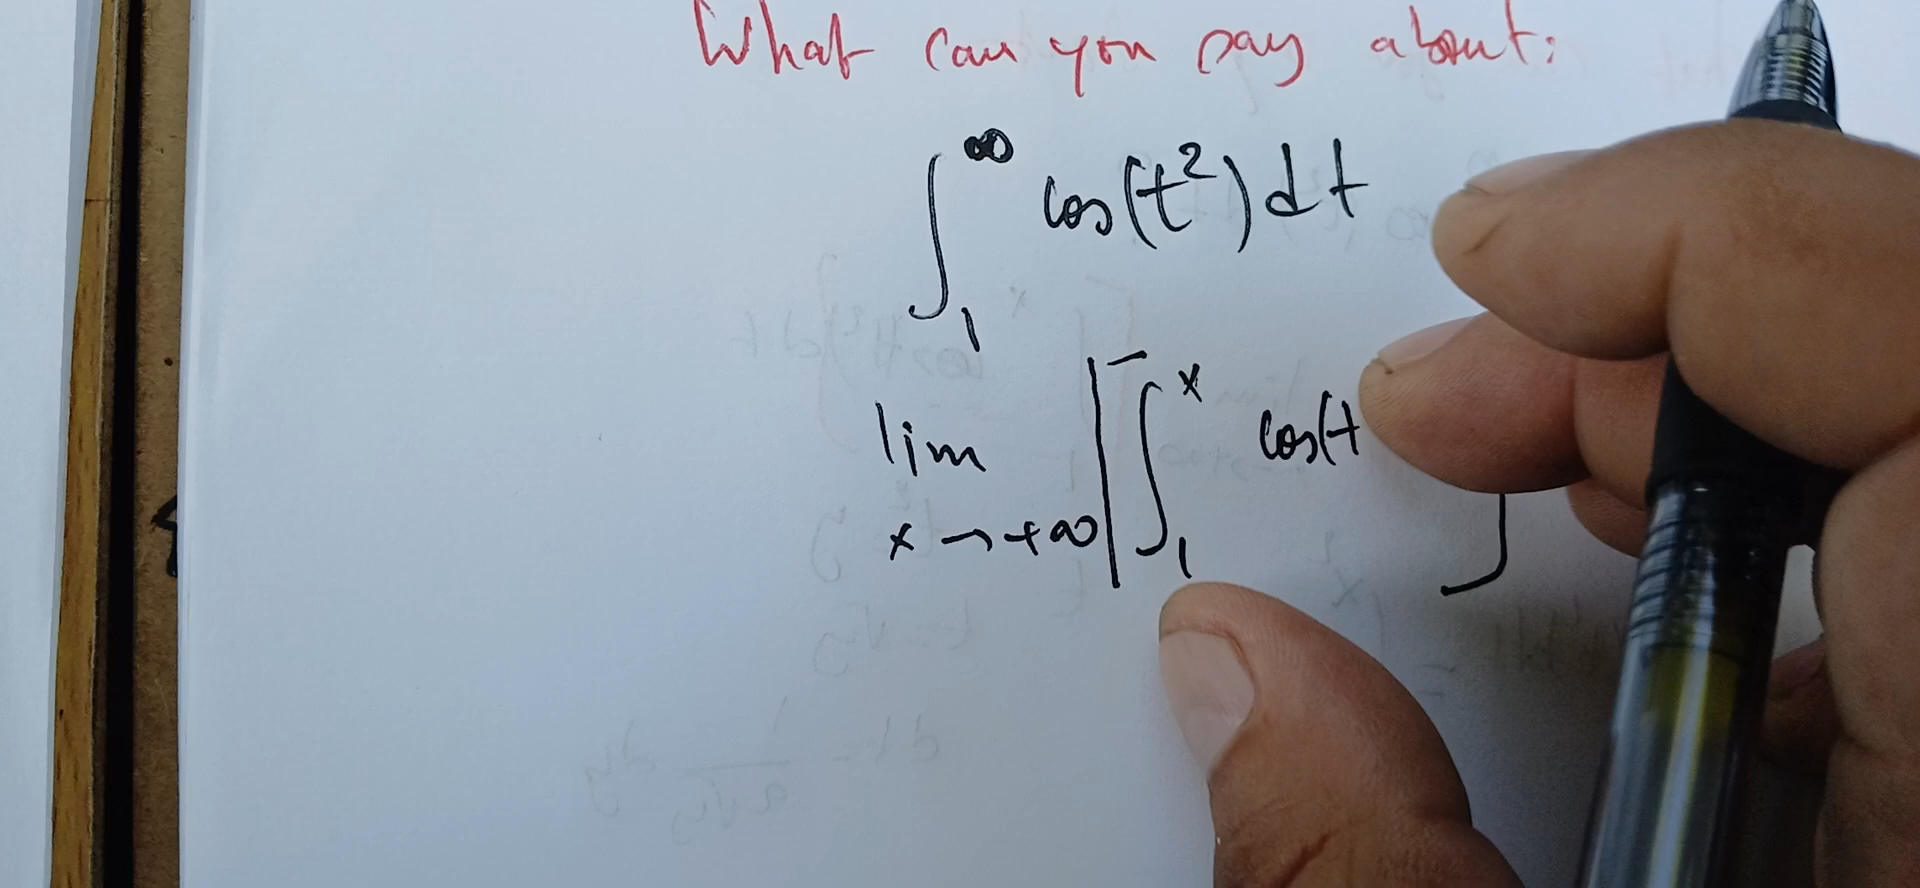 What can you say about:
∫₁^∞ cos(t²)dt
lim x→+∞ [∫₁^x cos(t